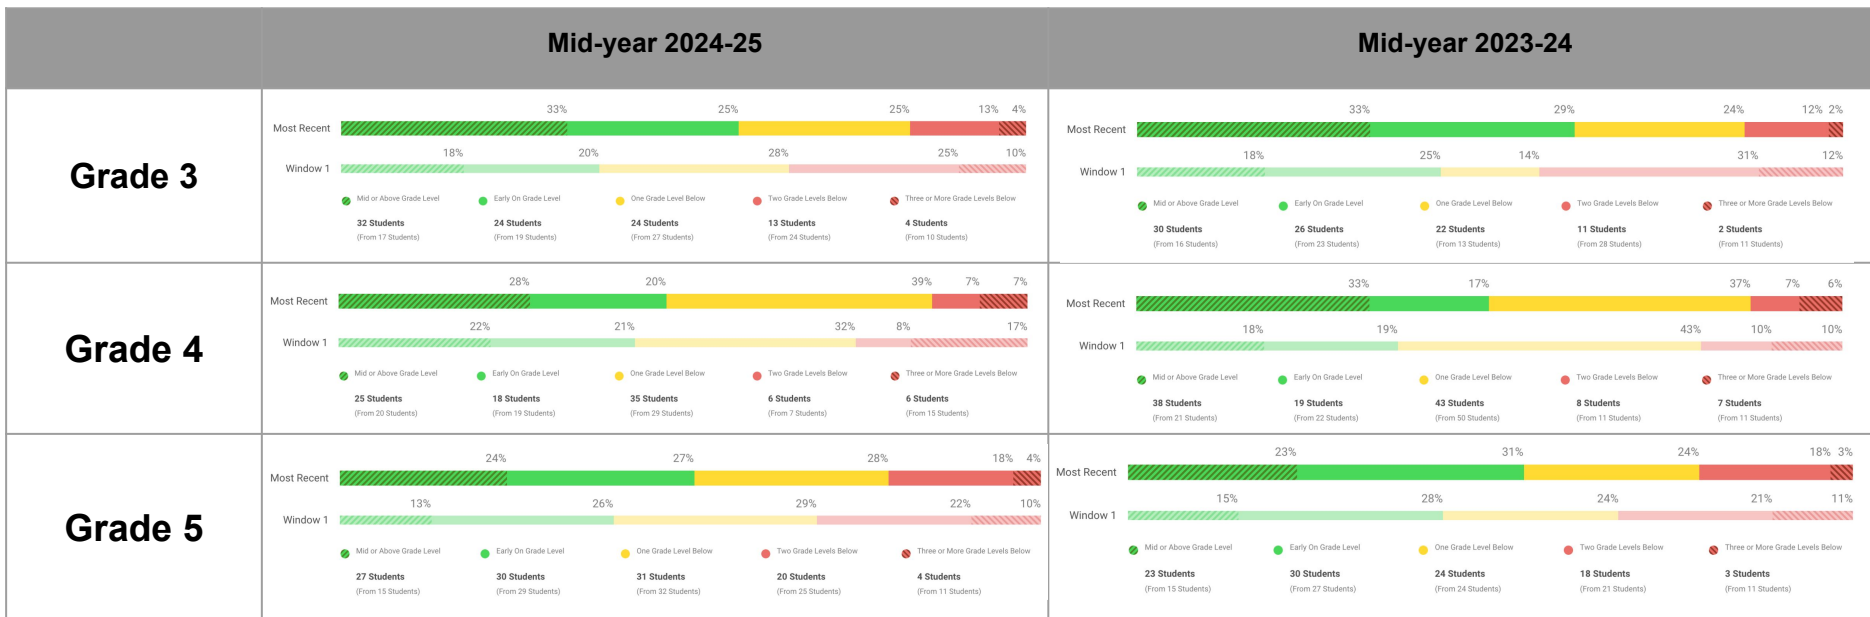 Mid-year 2024-25
Mid-year 2023-24
Grade 3
33% 25% 25% 13% 4%
Most Recent
18% 20% 28% 25% 10%
Window 1
Mid or Above Grade Level Early On Grade Level One Grade Level Below Two Grade Levels Below Three or More Grade Levels Below
32 Students 24 Students 24 Students 13 Students 4 Students
(From 17 Students) (From 19 Students) (From 27 Students) (From 24 Students) (From 10 Students)
33% 29% 24% 12% 2%
Most Recent
18% 25% 14% 31% 12%
Window 1
Mid or Above Grade Level Early On Grade Level One Grade Level Below Two Grade Levels Below Three or More Grade Levels Below
30 Students 26 Students 22 Students 11 Students 2 Students
(From 16 Students) (From 23 Students) (From 13 Students) (From 28 Students) (From 11 Students)
Grade 4
28% 20% 39% 7% 7%
Most Recent
22% 21% 32% 8% 17%
Window 1
Mid or Above Grade Level Early On Grade Level One Grade Level Below Two Grade Levels Below Three or More Grade Levels Below
25 Students 18 Students 35 Students 6 Students 6 Students
(From 20 Students) (From 19 Students) (From 29 Students) (From 7 Students) (From 15 Students)
33% 17% 37% 7% 6%
Most Recent
18% 19% 43% 10% 10%
Window 1
Mid or Above Grade Level Early On Grade Level One Grade Level Below Two Grade Levels Below Three or More Grade Levels Below
38 Students 19 Students 43 Students 8 Students 7 Students
(From 21 Students) (From 22 Students) (From 50 Students) (From 11 Students) (From 11 Students)
Grade 5
24% 27% 28% 18% 4%
Most Recent
13% 26% 29% 22% 10%
Window 1
Mid or Above Grade Level Early On Grade Level One Grade Level Below Two Grade Levels Below Three or More Grade Levels Below
27 Students 30 Students 31 Students 20 Students 4 Students
(From 15 Students) (From 29 Students) (From 32 Students) (From 25 Students) (From 11 Students)
23% 31% 24% 18% 3%
Most Recent
15% 28% 24% 21% 11%
Window 1
Mid or Above Grade Level Early On Grade Level One Grade Level Below Two Grade Levels Below Three or More Grade Levels Below
23 Students 30 Students 24 Students 18 Students 3 Students
(From 15 Students) (From 27 Students) (From 24 Students) (From 21 Students) (From 11 Students)